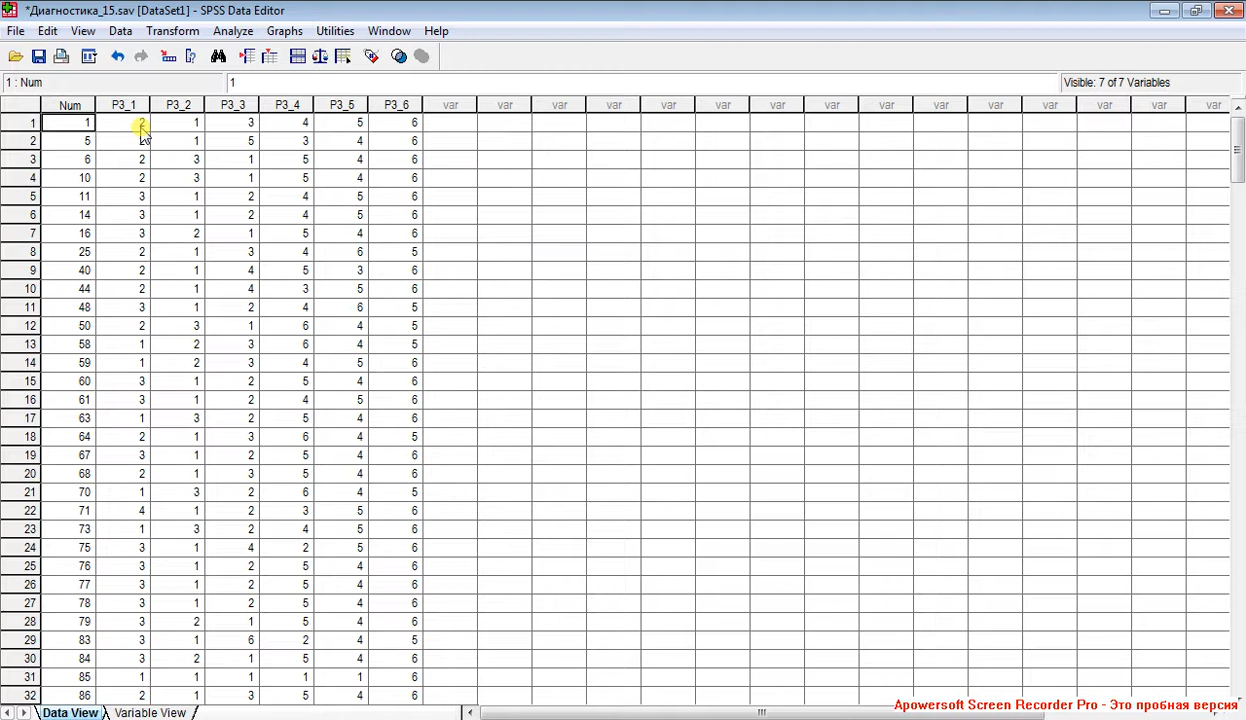 *Диагностика_15.sav [DataSet1] - SPSS Data Editor
File Edit View Data Transform Analyze Graphs Utilities Window Help
1 : Num 1 Visible: 7 of 7 Variables
Num P3_1 P3_2 P3_3 P3_4 P3_5 P3_6 var var var var var var var var var var var var var var var
1 1 2 1 3 4 5 6
2 5 2 1 5 3 4 6
3 6 2 3 1 5 4 6
4 10 2 3 1 5 4 6
5 11 3 1 2 4 5 6
6 14 3 1 2 4 5 6
7 16 3 2 1 5 4 6
8 25 2 1 3 4 6 5
9 40 2 1 4 5 3 6
10 44 2 1 4 3 5 6
11 48 3 1 2 4 6 5
12 50 2 3 1 6 4 5
13 58 1 2 3 6 4 5
14 59 1 2 3 4 5 6
15 60 3 1 2 5 4 6
16 61 3 1 2 4 5 6
17 63 1 3 2 5 4 6
18 64 2 1 3 6 4 5
19 67 3 1 2 5 4 6
20 68 2 1 3 5 4 6
21 70 1 3 2 6 4 5
22 71 4 1 2 3 5 6
23 73 1 3 2 4 5 6
24 75 3 1 4 2 5 6
25 76 3 1 2 5 4 6
26 77 3 1 2 5 4 6
27 78 3 1 2 5 4 6
28 79 3 2 1 5 4 6
29 83 3 1 6 2 4 5
30 84 3 2 1 5 4 6
31 85 1 1 1 1 1 6
32 86 2 1 3 5 4 6
Data View Variable View
Apowersoft Screen Recorder Pro - Это пробная версия